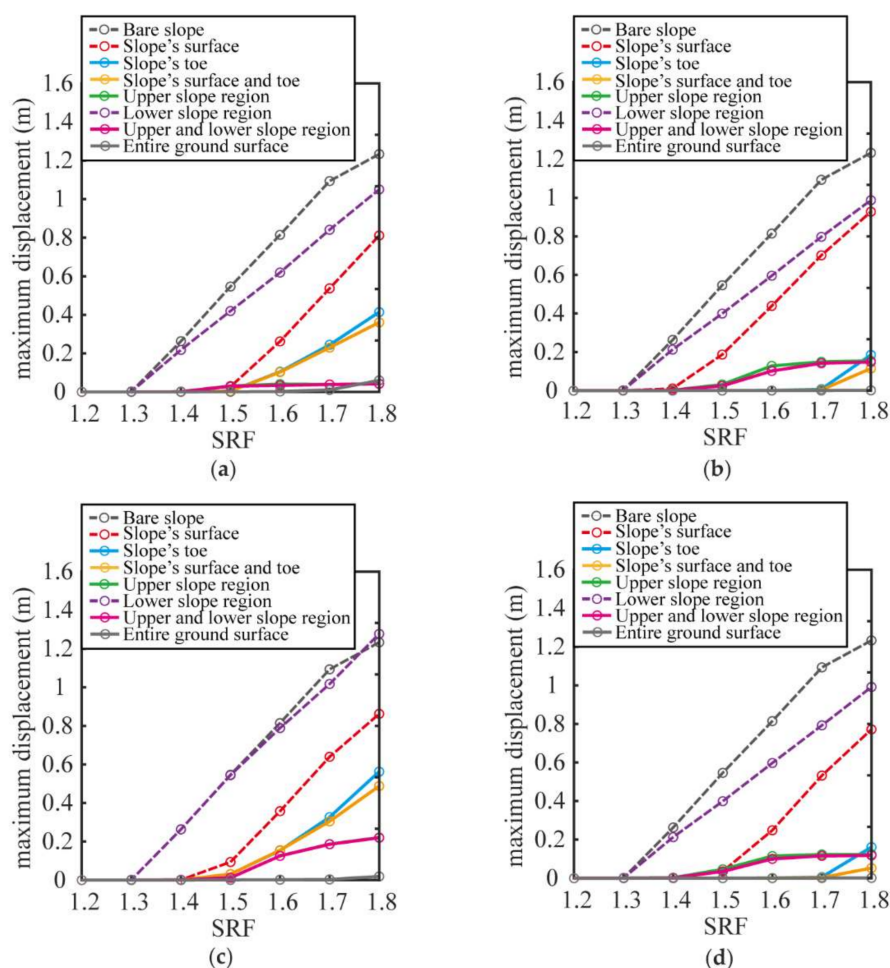 Bare slope
Slope's surface
Slope's toe
Slope's surface and toe
Upper slope region
Lower slope region
Upper and lower slope region
Entire ground surface
maximum displacement (m)
1.6
1.4
1.2
1
0.8
0.6
0.4
0.2
0
1.2 1.3 1.4 1.5 1.6 1.7 1.8
SRF
(a)
Bare slope
Slope's surface
Slope's toe
Slope's surface and toe
Upper slope region
Lower slope region
Upper and lower slope region
Entire ground surface
maximum displacement (m)
1.6
1.4
1.2
1
0.8
0.6
0.4
0.2
0
1.2 1.3 1.4 1.5 1.6 1.7 1.8
SRF
(b)
Bare slope
Slope's surface
Slope's toe
Slope's surface and toe
Upper slope region
Lower slope region
Upper and lower slope region
Entire ground surface
maximum displacement (m)
1.6
1.4
1.2
1
0.8
0.6
0.4
0.2
0
1.2 1.3 1.4 1.5 1.6 1.7 1.8
SRF
(c)
Bare slope
Slope's surface
Slope's toe
Slope's surface and toe
Upper slope region
Lower slope region
Upper and lower slope region
Entire ground surface
maximum displacement (m)
1.6
1.4
1.2
1
0.8
0.6
0.4
0.2
0
1.2 1.3 1.4 1.5 1.6 1.7 1.8
SRF
(d)